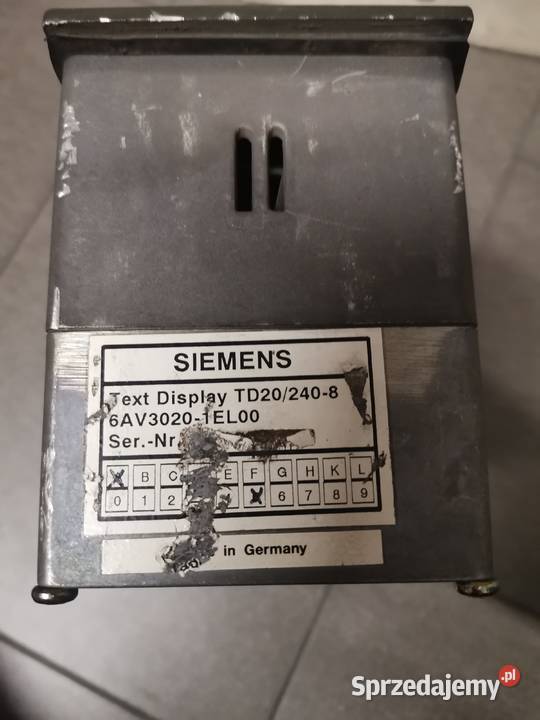 SIEMENS
Text Display TD20/240-8
6AV3020-1EL00
Ser.-Nr.
B C E F G H K L
0 1 2 6 7 8 9
in Germany
Sprzedajemy.pl